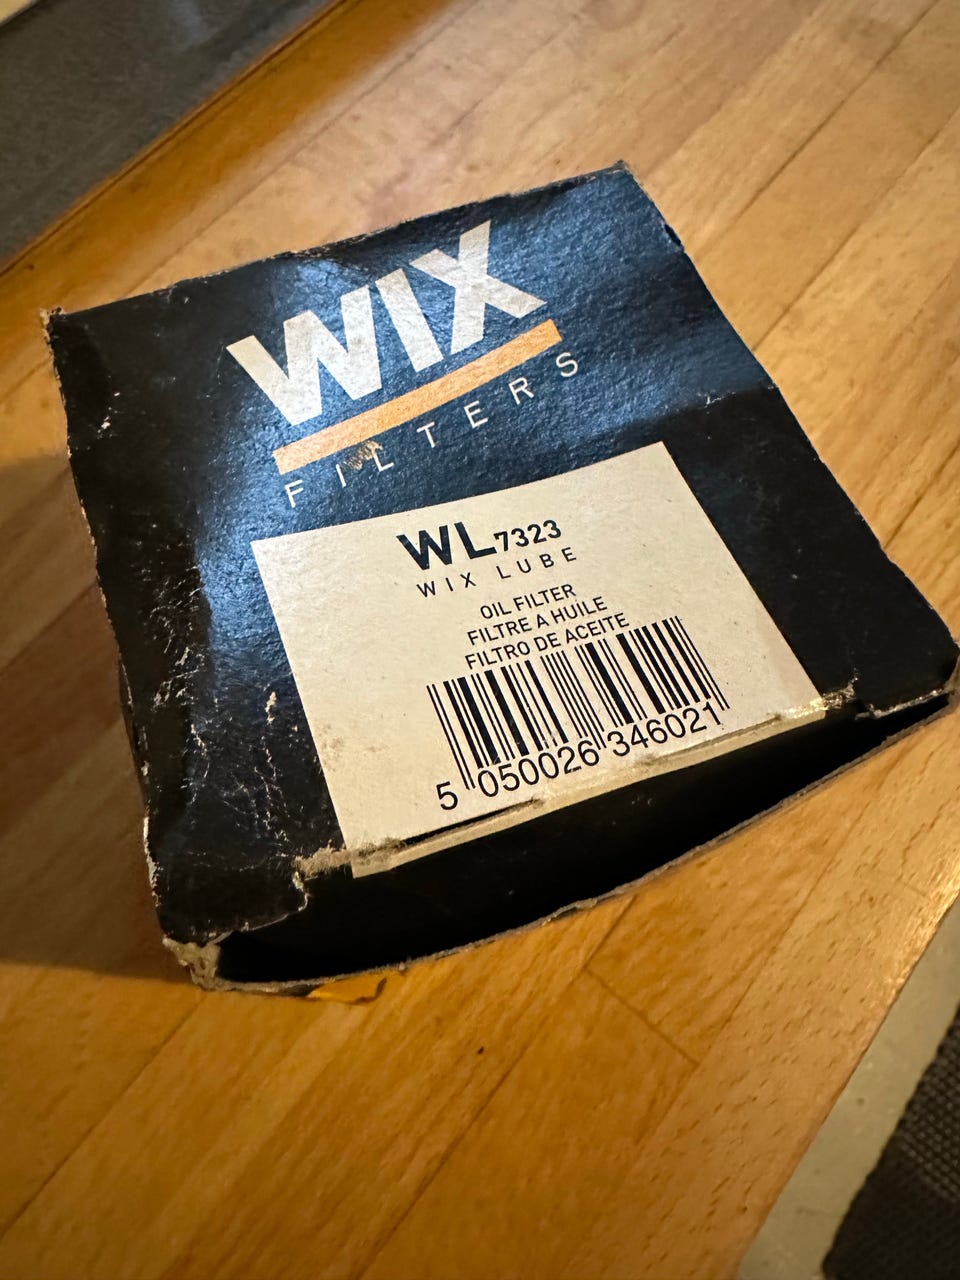 WIX
FILTERS
WL7323
WIX LUBE
OIL FILTER
FILTRE A HUILE
FILTRO DE ACEITE
5 050026 346021